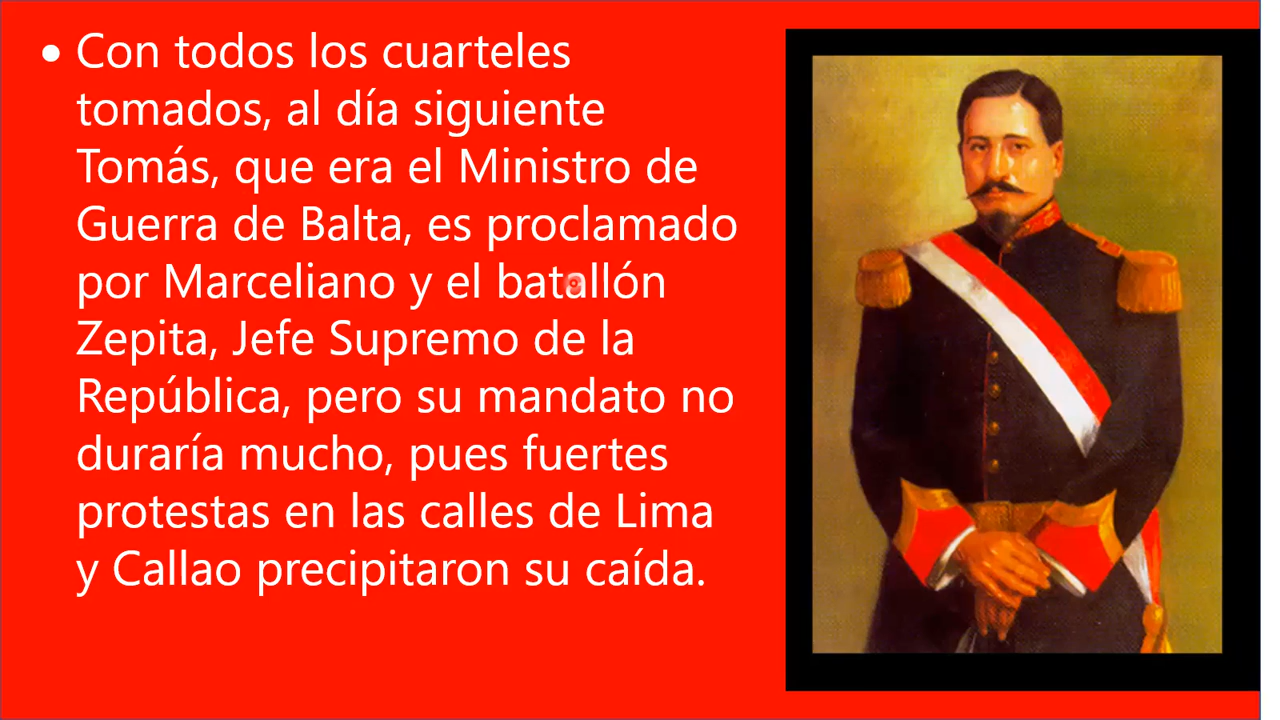 • Con todos los cuarteles
tomados, al día siguiente
Tomás, que era el Ministro de
Guerra de Balta, es proclamado
por Marceliano y el batallón
Zepita, Jefe Supremo de la
República, pero su mandato no
duraría mucho, pues fuertes
protestas en las calles de Lima
y Callao precipitaron su caída.